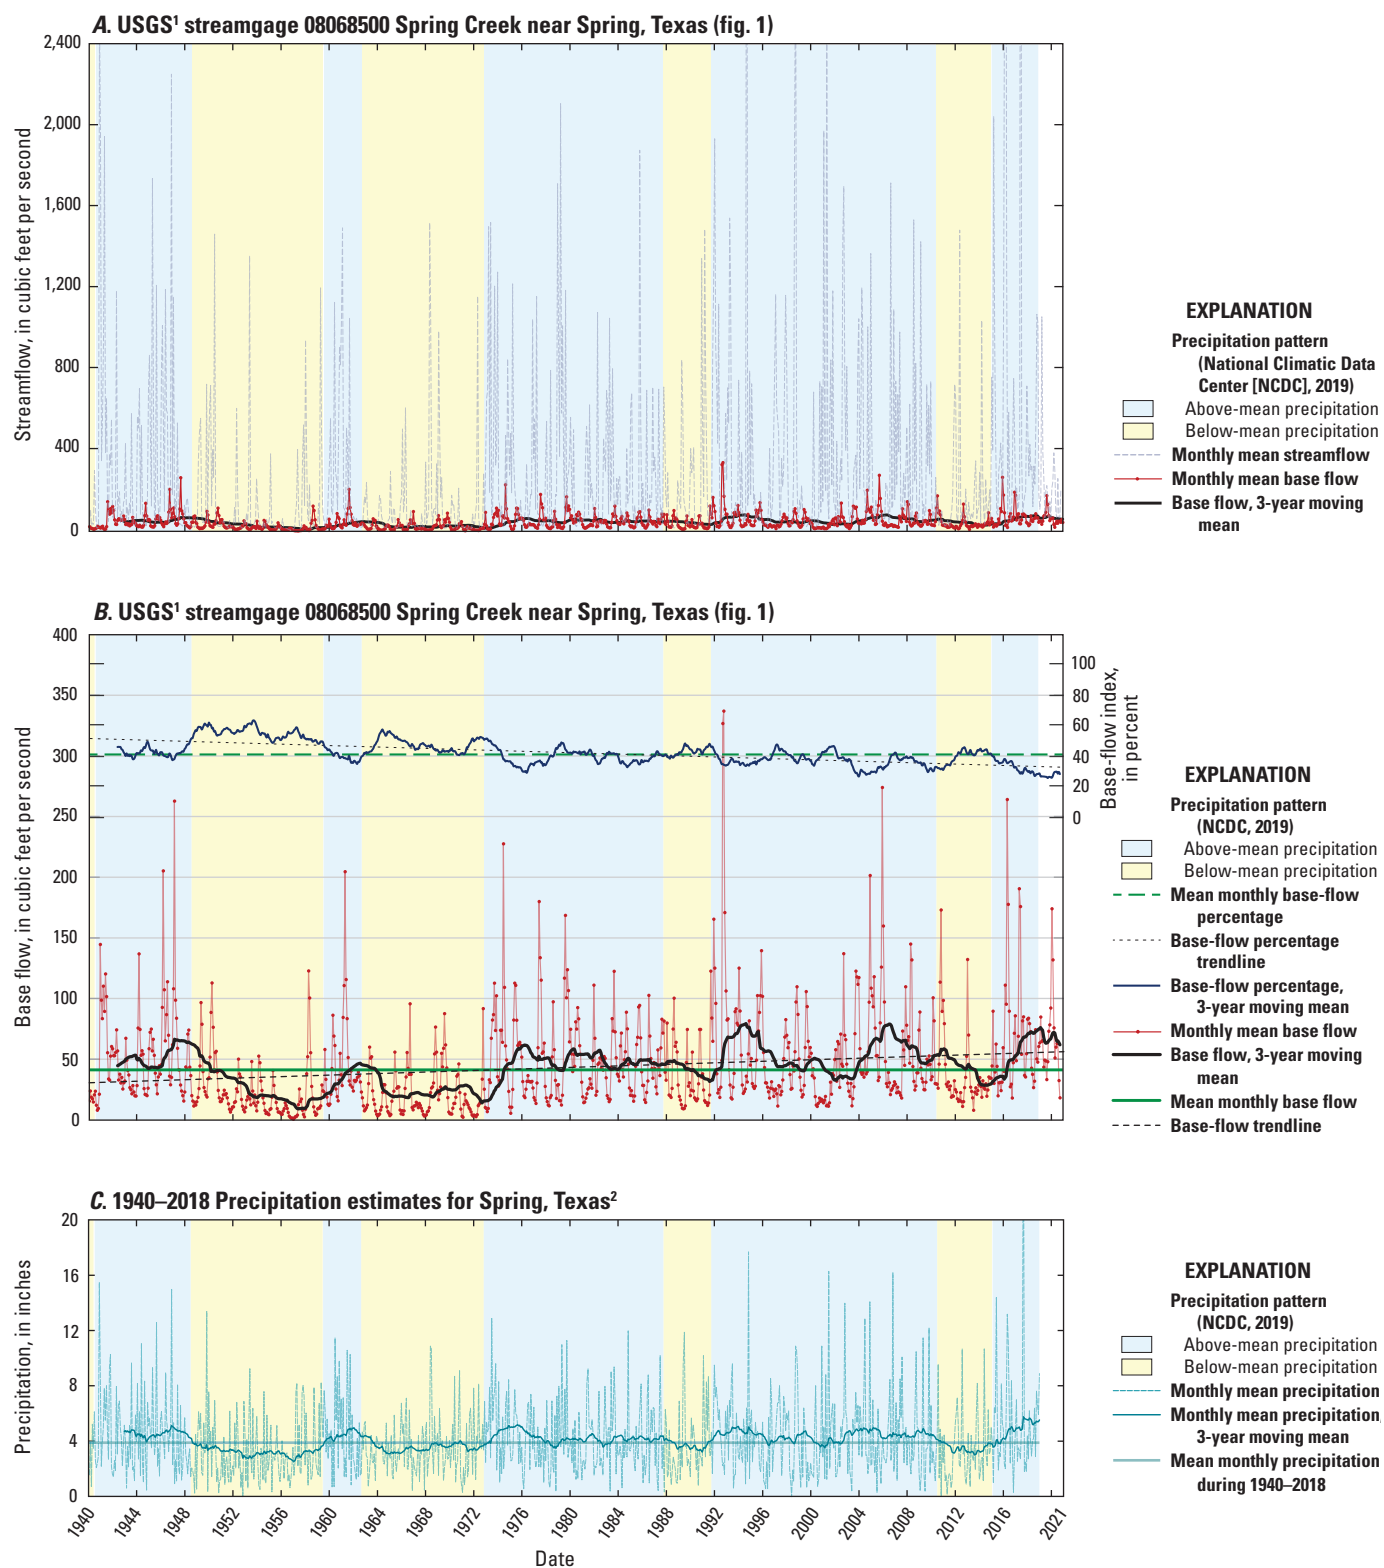 A. USGS¹ streamgage 08068500 Spring Creek near Spring, Texas (fig. 1)
2,400
2,000
1,600
1,200
800
400
0
Streamflow, in cubic feet per second
EXPLANATION
Precipitation pattern
(National Climatic Data
Center [NCDC], 2019)
Above-mean precipitation
Below-mean precipitation
Monthly mean streamflow
Monthly mean base flow
Base flow, 3-year moving
mean
B. USGS¹ streamgage 08068500 Spring Creek near Spring, Texas (fig. 1)
400
350
300
250
200
150
100
50
0
Base flow, in cubic feet per second
100
80
60
40
20
0
Base-flow index,
in percent
EXPLANATION
Precipitation pattern
(NCDC, 2019)
Above-mean precipitation
Below-mean precipitation
Mean monthly base-flow
percentage
Base-flow percentage
trendline
Base-flow percentage,
3-year moving mean
Monthly mean base flow
Base flow, 3-year moving
mean
Mean monthly base flow
Base-flow trendline
C. 1940–2018 Precipitation estimates for Spring, Texas²
20
16
12
8
4
0
Precipitation, in inches
1940
1944
1948
1952
1956
1960
1964
1968
1972
1976
1980
1984
1988
1992
1996
2000
2004
2008
2012
2016
2021
Date
EXPLANATION
Precipitation pattern
(NCDC, 2019)
Above-mean precipitation
Below-mean precipitation
Monthly mean precipitation
Monthly mean precipitation,
3-year moving mean
Mean monthly precipitation
during 1940–2018